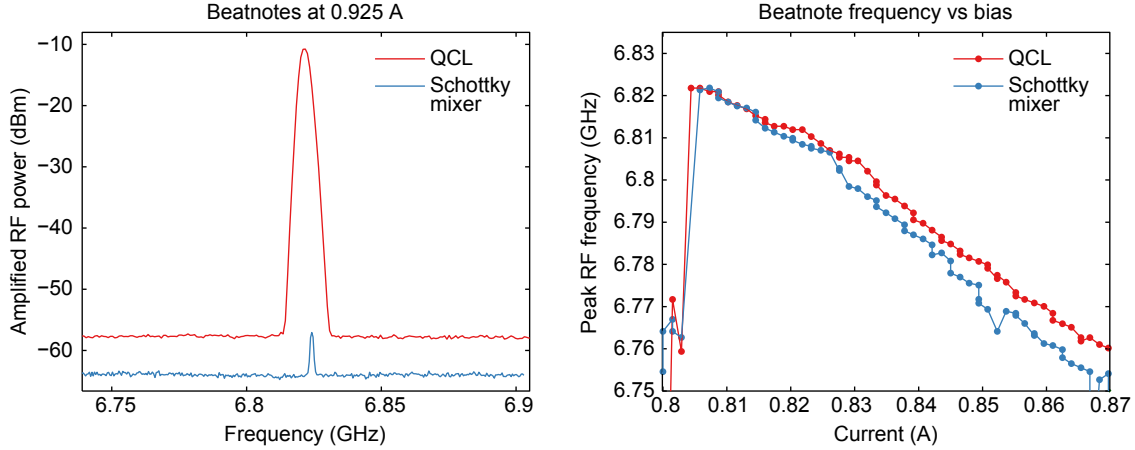 Beatnotes at 0.925 A
−10
−20
−30
−40
−50
−60
Amplified RF power (dBm)
QCL
Schottky
mixer
6.75
6.8
6.85
6.9
Frequency (GHz)
Beatnote frequency vs bias
6.83
6.82
6.81
6.8
6.79
6.78
6.77
6.76
6.75
Peak RF frequency (GHz)
QCL
Schottky
mixer
0.8
0.81
0.82
0.83
0.84
0.85
0.86
0.87
Current (A)